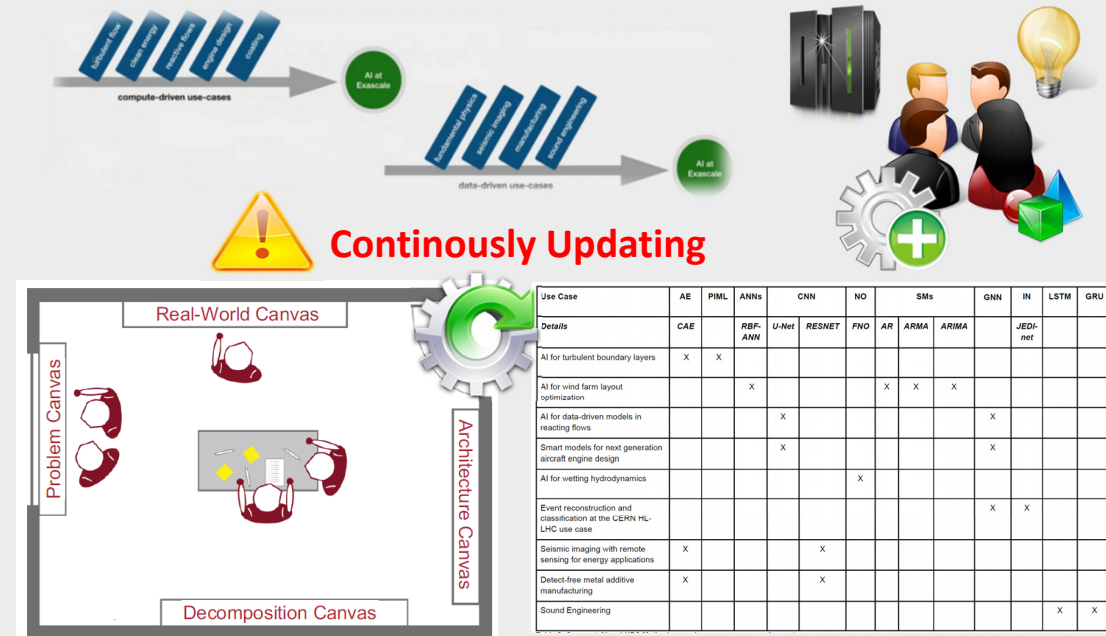 turbulent flow
clean energy
reactive flows
engine design
coating
AI at
Exascale
compute-driven use-cases
fundamental physics
seismic imaging
manufacturing
sound engineering
AI at
Exascale
data-driven use-cases
Continously Updating
Real-World Canvas
Problem Canvas
Architecture Canvas
Decomposition Canvas
Use Case AE PIML ANNs CNN NO SMs GNN IN LSTM GRU
Details CAE RBF-ANN U-Net RESNET FNO AR ARMA ARIMA JEDI-net
AI for turbulent boundary layers X X
AI for wind farm layout
optimization X X X X
AI for data-driven models in
reacting flows X X
Smart models for next generation
aircraft engine design X X
AI for wetting hydrodynamics X
Event reconstruction and
classification at the CERN HL-
LHC use case X X
Seismic imaging with remote
sensing for energy applications X X
Detect-free metal additive
manufacturing X X
Sound Engineering X X